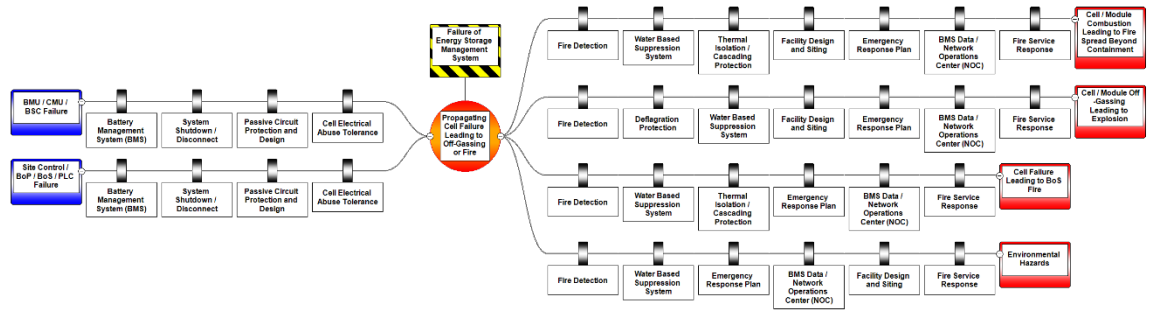 Failure of
Energy Storage
Management
System
BMU / CMU /
BSC Failure
Battery
Management
System (BMS)
System
Shutdown /
Disconnect
Passive Circuit
Protection and
Design
Cell Electrical
Abuse Tolerance
Site Control /
BoP / BoS / PLC
Failure
Battery
Management
System (BMS)
System
Shutdown /
Disconnect
Passive Circuit
Protection and
Design
Cell Electrical
Abuse Tolerance
Propagating
Cell Failure
Leading to
Off-Gassing
or Fire
Fire Detection
Water Based
Suppression
System
Thermal
Isolation /
Cascading
Protection
Facility Design
and Siting
Emergency
Response Plan
BMS Data /
Network
Operations
Center (NOC)
Fire Service
Response
Cell / Module
Combustion
Leading to Fire
Spread Beyond
Containment
Fire Detection
Deflagration
Protection
Water Based
Suppression
System
Facility Design
and Siting
Emergency
Response Plan
BMS Data /
Network
Operations
Center (NOC)
Fire Service
Response
Cell / Module Off
-Gassing
Leading to
Explosion
Fire Detection
Water Based
Suppression
System
Thermal
Isolation /
Cascading
Protection
Emergency
Response Plan
BMS Data /
Network
Operations
Center (NOC)
Fire Service
Response
Cell Failure
Leading to BoS
Fire
Fire Detection
Water Based
Suppression
System
Emergency
Response Plan
BMS Data /
Network
Operations
Center (NOC)
Facility Design
and Siting
Fire Service
Response
Environmental
Hazards